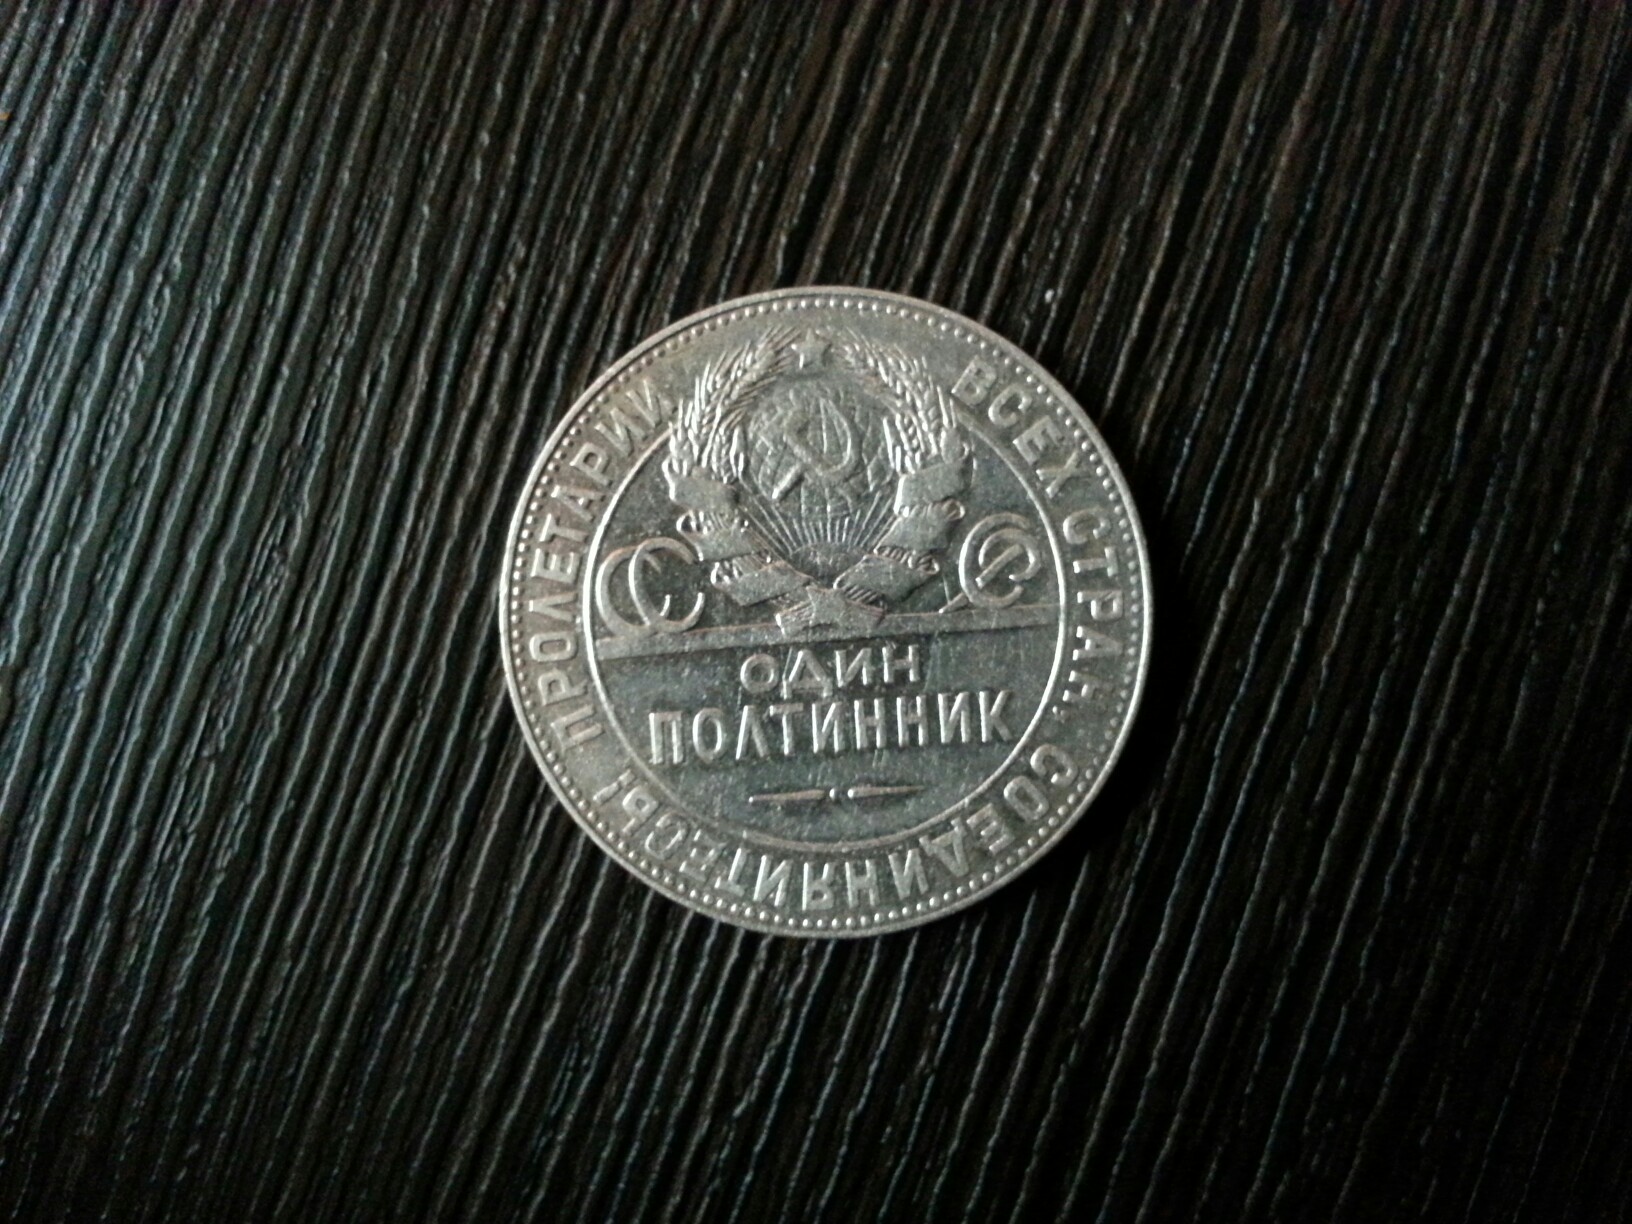 ПРОЛЕТАРИИ ВСЕХ СТРАН, СОЕДИНЯЙТЕСЬ!
СССР
ОДИН
ПОЛТИННИК